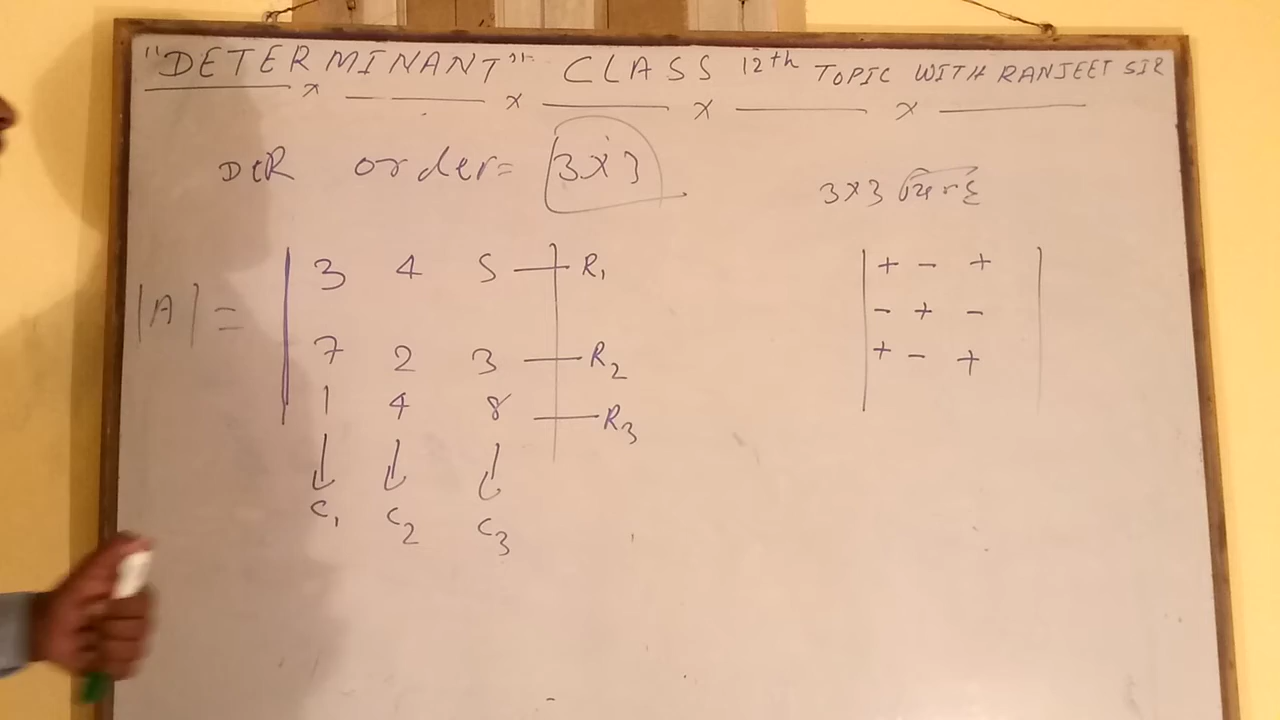 "DETERMINANT" CLASS 12th TOPIC WITH RANJEET SIR
x x x x
order= 3x3
3x3
|A| = | 3 4 5 | R1
7 2 3 R2
1 4 8 R3
C1 C2 C3
| + - + |
- + -
+ - +